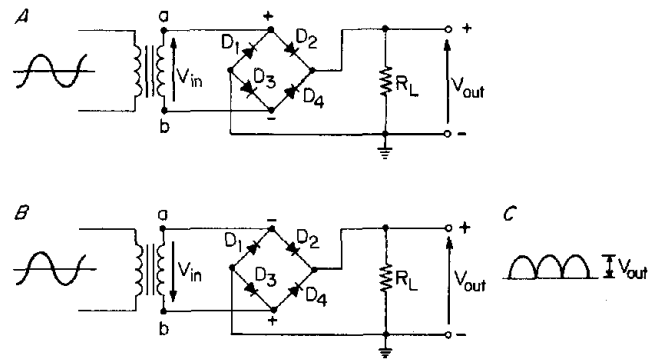 A
a
+
D1
D2
Vin
D3
D4
RL
Vout
+
-
b
-
B
a
-
D1
D2
Vin
D3
D4
RL
Vout
+
-
b
+
C
Vout